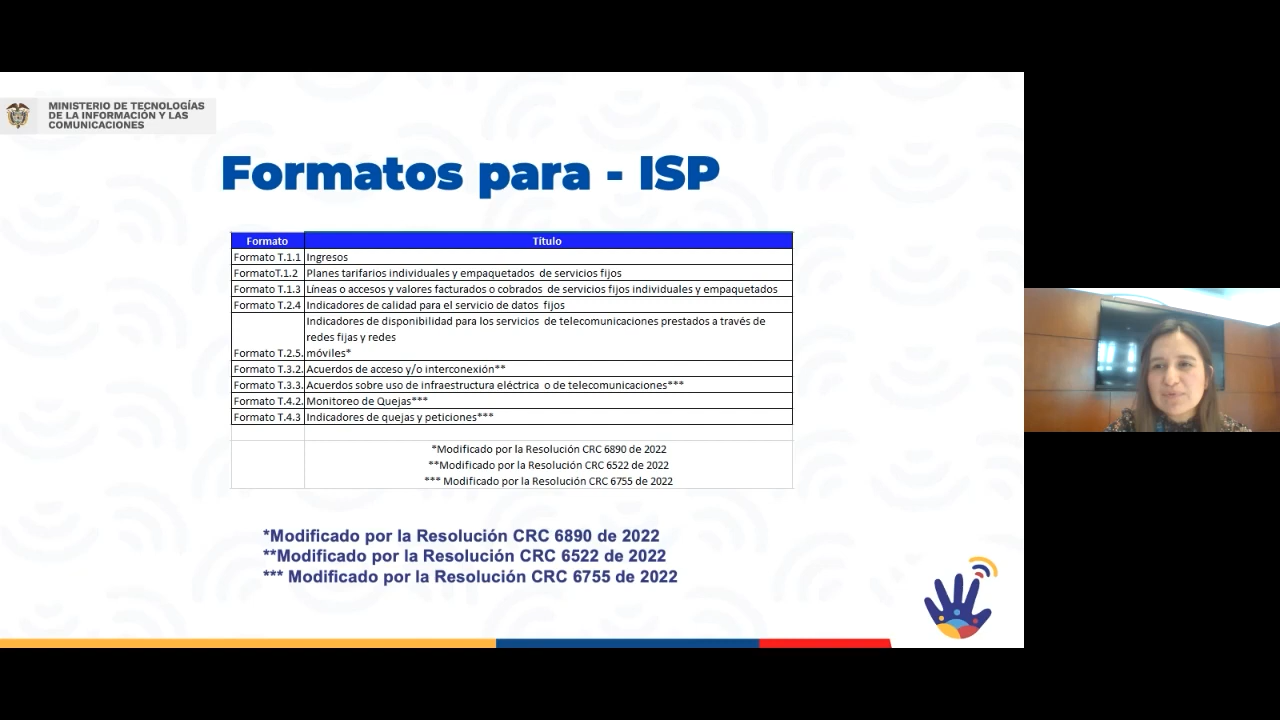 MINISTERIO DE TECNOLOGÍAS
DE LA INFORMACIÓN Y LAS
COMUNICACIONES
Formatos para - ISP
Formato Título
Formato T.1.1 Ingresos
FormatoT.1.2 Planes tarifarios individuales y empaquetados de servicios fijos
Formato T.1.3 Líneas o accesos y valores facturados o cobrados de servicios fijos individuales y empaquetados
Formato T.2.4 Indicadores de calidad para el servicio de datos fijos
Indicadores de disponibilidad para los servicios de telecomunicaciones prestados a través de
redes fijas y redes
Formato T.2.5. móviles*
Formato T.3.2. Acuerdos de acceso y/o interconexión**
Formato T.3.3. Acuerdos sobre uso de infraestructura eléctrica o de telecomunicaciones***
Formato T.4.2. Monitoreo de Quejas***
Formato T.4.3 Indicadores de quejas y peticiones***
*Modificado por la Resolución CRC 6890 de 2022
**Modificado por la Resolución CRC 6522 de 2022
*** Modificado por la Resolución CRC 6755 de 2022
*Modificado por la Resolución CRC 6890 de 2022
**Modificado por la Resolución CRC 6522 de 2022
*** Modificado por la Resolución CRC 6755 de 2022